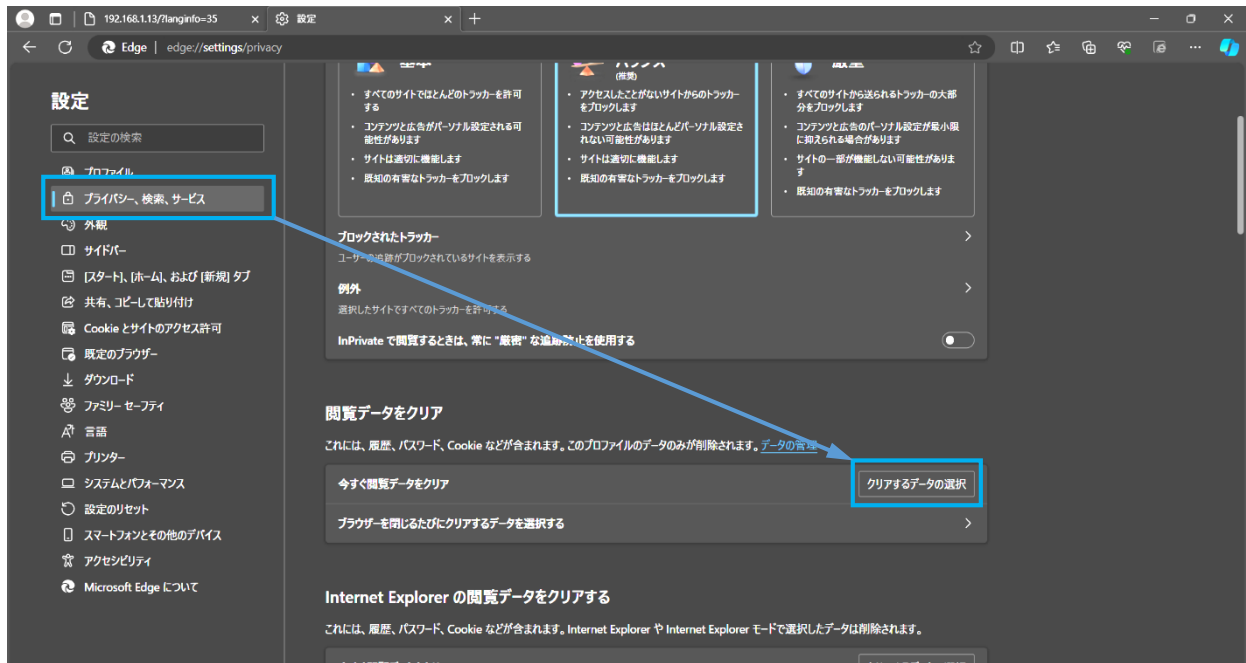 192.168.1.13/?langinfo=35
設定
Edge
edge://settings/privacy
設定
設定の検索
プロファイル
プライバシー、検索、サービス
外観
サイドバー
[スタート]、[ホーム]、および [新規] タブ
共有、コピーして貼り付け
Cookie とサイトのアクセス許可
既定のブラウザー
ダウンロード
ファミリー セーフティ
言語
プリンター
システムとパフォーマンス
設定のリセット
スマートフォンとその他のデバイス
アクセシビリティ
Microsoft Edge について
基本
・ すべてのサイトでほとんどのトラッカーを許可
する
・ コンテンツと広告がパーソナル設定される可
能性があります
・ サイトは適切に機能します
・ 既知の有害なトラッカーをブロックします
バランス
(推奨)
・ アクセスしたことがないサイトからのトラッカー
をブロックします
・ コンテンツと広告はほとんどパーソナル設定さ
れない可能性があります
・ サイトは適切に機能します
・ 既知の有害なトラッカーをブロックします
厳重
・ すべてのサイトから送られるトラッカーの大部
分をブロックします
・ コンテンツと広告のパーソナル設定が最小限
に抑えられる場合があります
・ サイトの一部が機能しない可能性がありま
す
・ 既知の有害なトラッカーをブロックします
ブロックされたトラッカー
ユーザーの追跡がブロックされているサイトを表示する
例外
選択したサイトですべてのトラッカーを許可する
InPrivate で閲覧するときは、常に "厳密" な追跡防止を使用する
閲覧データをクリア
これには、履歴、パスワード、Cookie などが含まれます。このプロファイルのデータのみが削除されます。データの管理
今すぐ閲覧データをクリア
クリアするデータの選択
ブラウザーを閉じるたびにクリアするデータを選択する
Internet Explorer の閲覧データをクリアする
これには、履歴、パスワード、Cookie などが含まれます。Internet Explorer や Internet Explorer モードで選択したデータは削除されます。